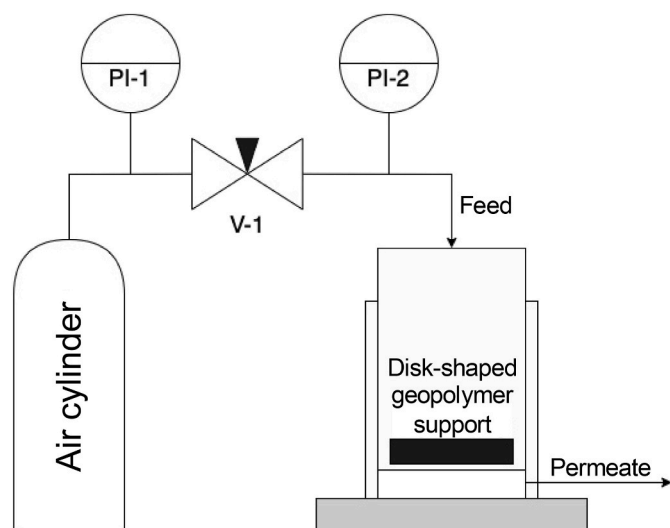 PI-1
PI-2
V-1
Feed
Air cylinder
Disk-shaped
geopolymer
support
Permeate